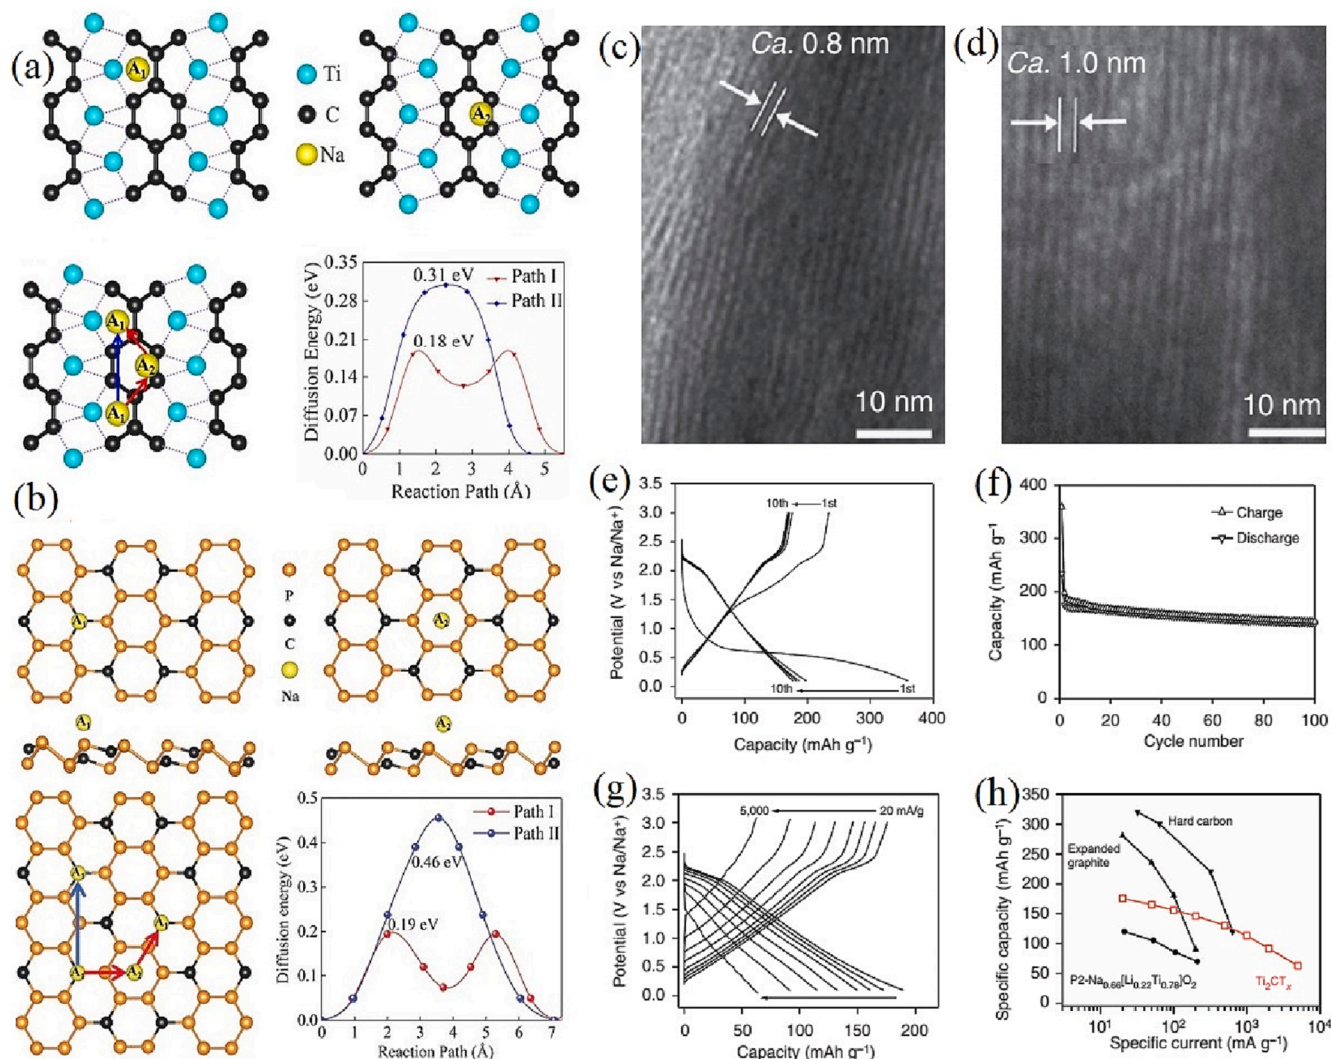 (a)
A₁
Ti
C
Na
A₂
A₁
A₂
A₁
0.35
0.28
0.21
0.14
0.07
0.00
Diffusion Energy (eV)
0.31 eV
0.18 eV
Path I
Path II
0 1 2 3 4 5
Reaction Path (Å)
(b)
A₁
P
C
Na
A₂
A₁
A₂
A₁
A₂
A₁
0.5
0.4
0.3
0.2
0.1
0.0
Diffusion energy (eV)
0.46 eV
0.19 eV
Path I
Path II
0 1 2 3 4 5 6 7
Reaction Path (Å)
(c)
Ca. 0.8 nm
10 nm
(d)
Ca. 1.0 nm
10 nm
(e)
3.5
3.0
2.5
2.0
1.5
1.0
0.5
0.0
Potential (V vs Na/Na⁺)
10th
1st
10th
1st
0 100 200 300 400
Capacity (mAh g⁻¹)
(f)
400
300
200
100
0
Capacity (mAh g⁻¹)
Charge
Discharge
0 20 40 60 80 100
Cycle number
(g)
3.5
3.0
2.5
2.0
1.5
1.0
0.5
0.0
Potential (V vs Na/Na⁺)
5,000
20 mA/g
0 50 100 150 200
Capacity (mAh g⁻¹)
(h)
350
300
250
200
150
100
50
0
Specific capacity (mAh g⁻¹)
Hard carbon
Expanded
graphite
P2-Na₀.₆₆[Li₀.₂₂Ti₀.₇₈]O₂
Ti₂CTₓ
10¹ 10² 10³ 10⁴
Specific current (mA g⁻¹)